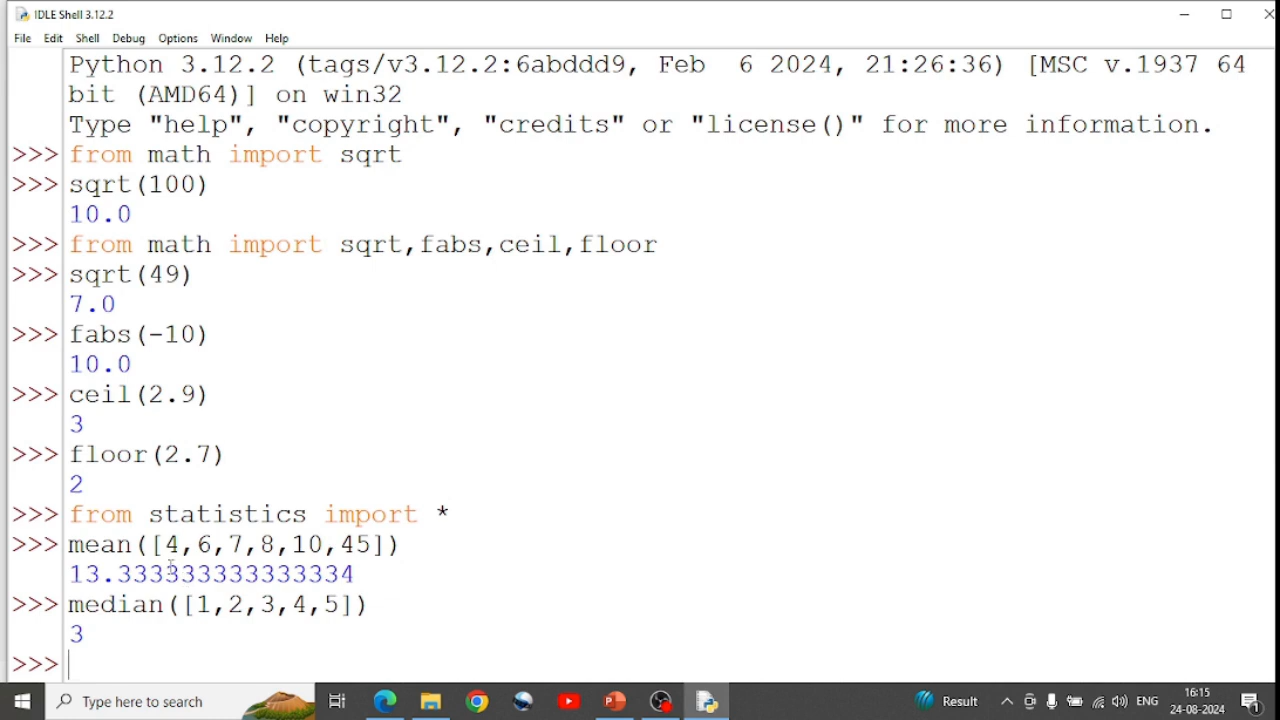 IDLE Shell 3.12.2
File Edit Shell Debug Options Window Help
Python 3.12.2 (tags/v3.12.2:6abddd9, Feb  6 2024, 21:26:36) [MSC v.1937 64
bit (AMD64)] on win32
Type "help", "copyright", "credits" or "license()" for more information.
>>> from math import sqrt
>>> sqrt(100)
10.0
>>> from math import sqrt,fabs,ceil,floor
>>> sqrt(49)
7.0
>>> fabs(-10)
10.0
>>> ceil(2.9)
3
>>> floor(2.7)
2
>>> from statistics import *
>>> mean([4,6,7,8,10,45])
13.333333333333334
>>> median([1,2,3,4,5])
3
>>>
Type here to search Result ENG 16:15
24-08-2024 1